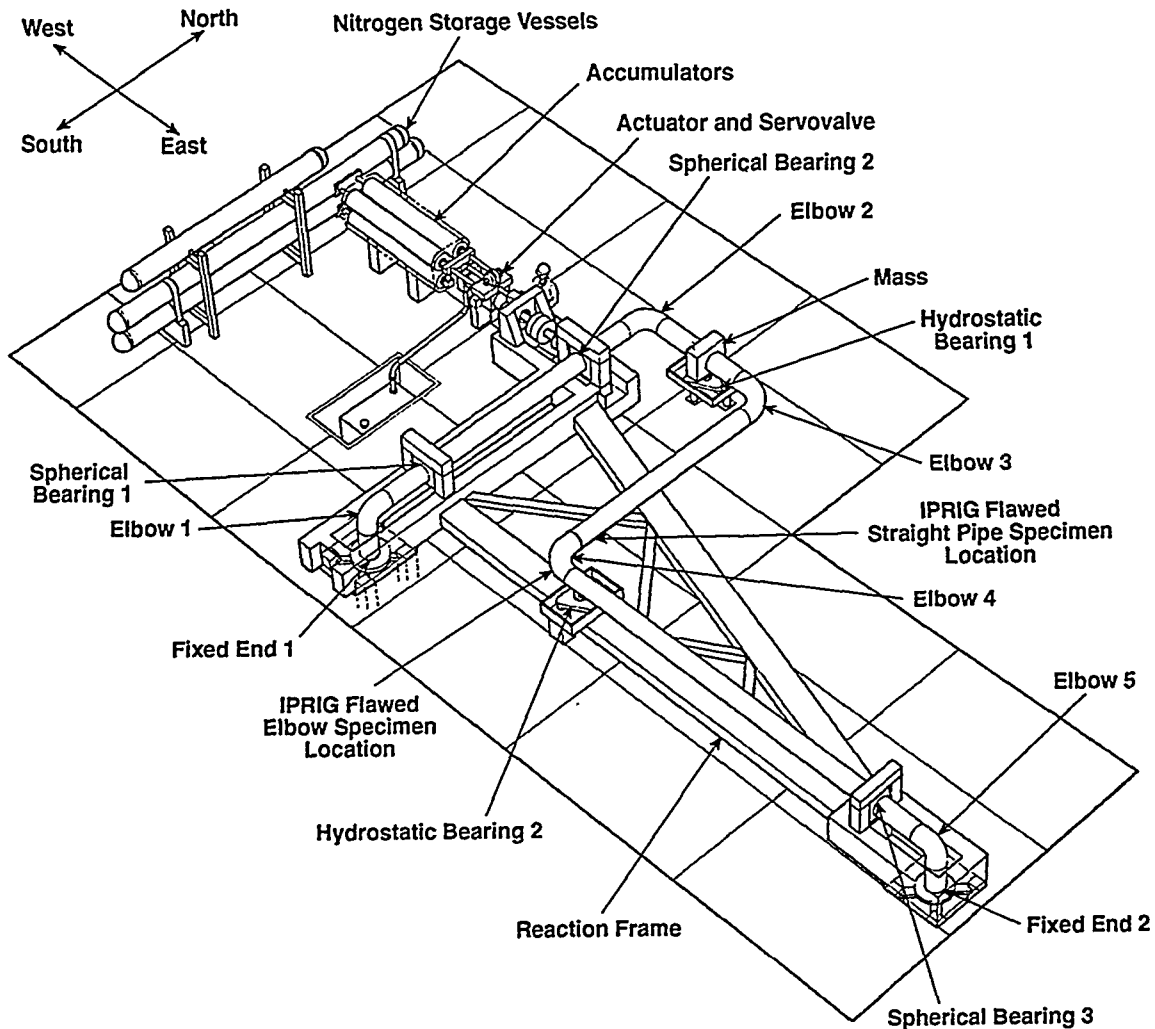 North
West
South
East
Nitrogen Storage Vessels
Accumulators
Actuator and Servovalve
Spherical Bearing 2
Elbow 2
Mass
Hydrostatic
Bearing 1
Elbow 3
IPRIG Flawed
Straight Pipe Specimen
Location
Elbow 4
Spherical
Bearing 1
Elbow 1
Fixed End 1
IPRIG Flawed
Elbow Specimen
Location
Hydrostatic Bearing 2
Reaction Frame
Elbow 5
Fixed End 2
Spherical Bearing 3